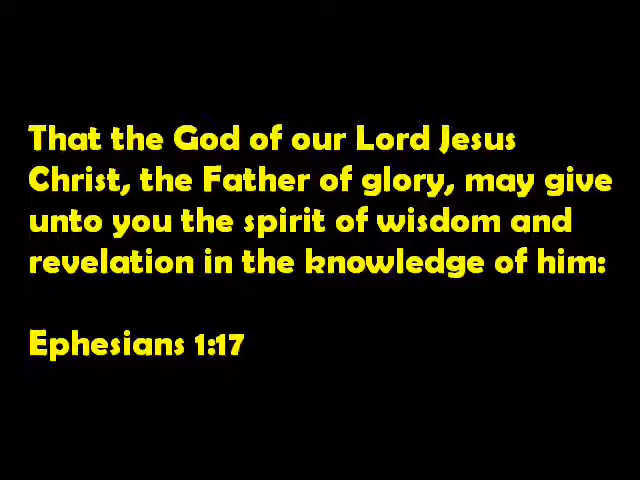 That the God of our Lord Jesus
Christ, the Father of glory, may give
unto you the spirit of wisdom and
revelation in the knowledge of him:
Ephesians 1:17